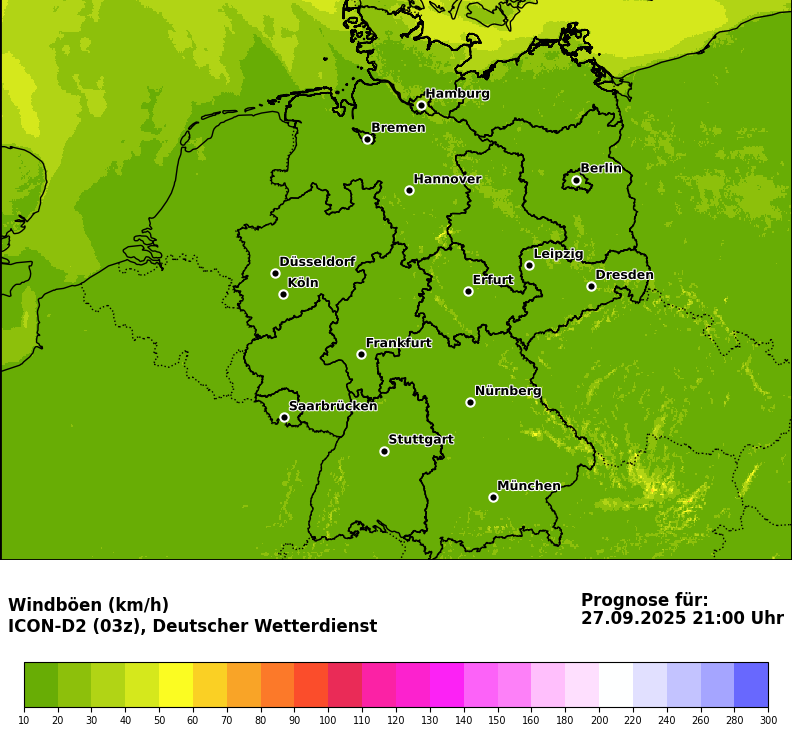 Hamburg
Bremen
Berlin
Hannover
Leipzig
Düsseldorf
Dresden
Köln
Erfurt
Frankfurt
Nürnberg
Saarbrücken
Stuttgart
München
Windböen (km/h)
ICON-D2 (03z), Deutscher Wetterdienst
Prognose für:
27.09.2025 21:00 Uhr
10 20 30 40 50 60 70 80 90 100 110 120 130 140 150 160 180 200 220 240 260 280 300